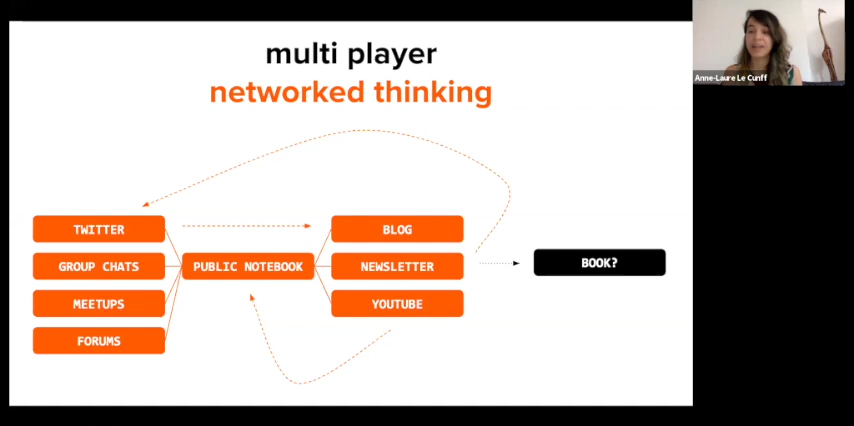 multi player
networked thinking
Anne-Laure Le Cunff
TWITTER
GROUP CHATS
MEETUPS
FORUMS
PUBLIC NOTEBOOK
BLOG
NEWSLETTER
YOUTUBE
BOOK?